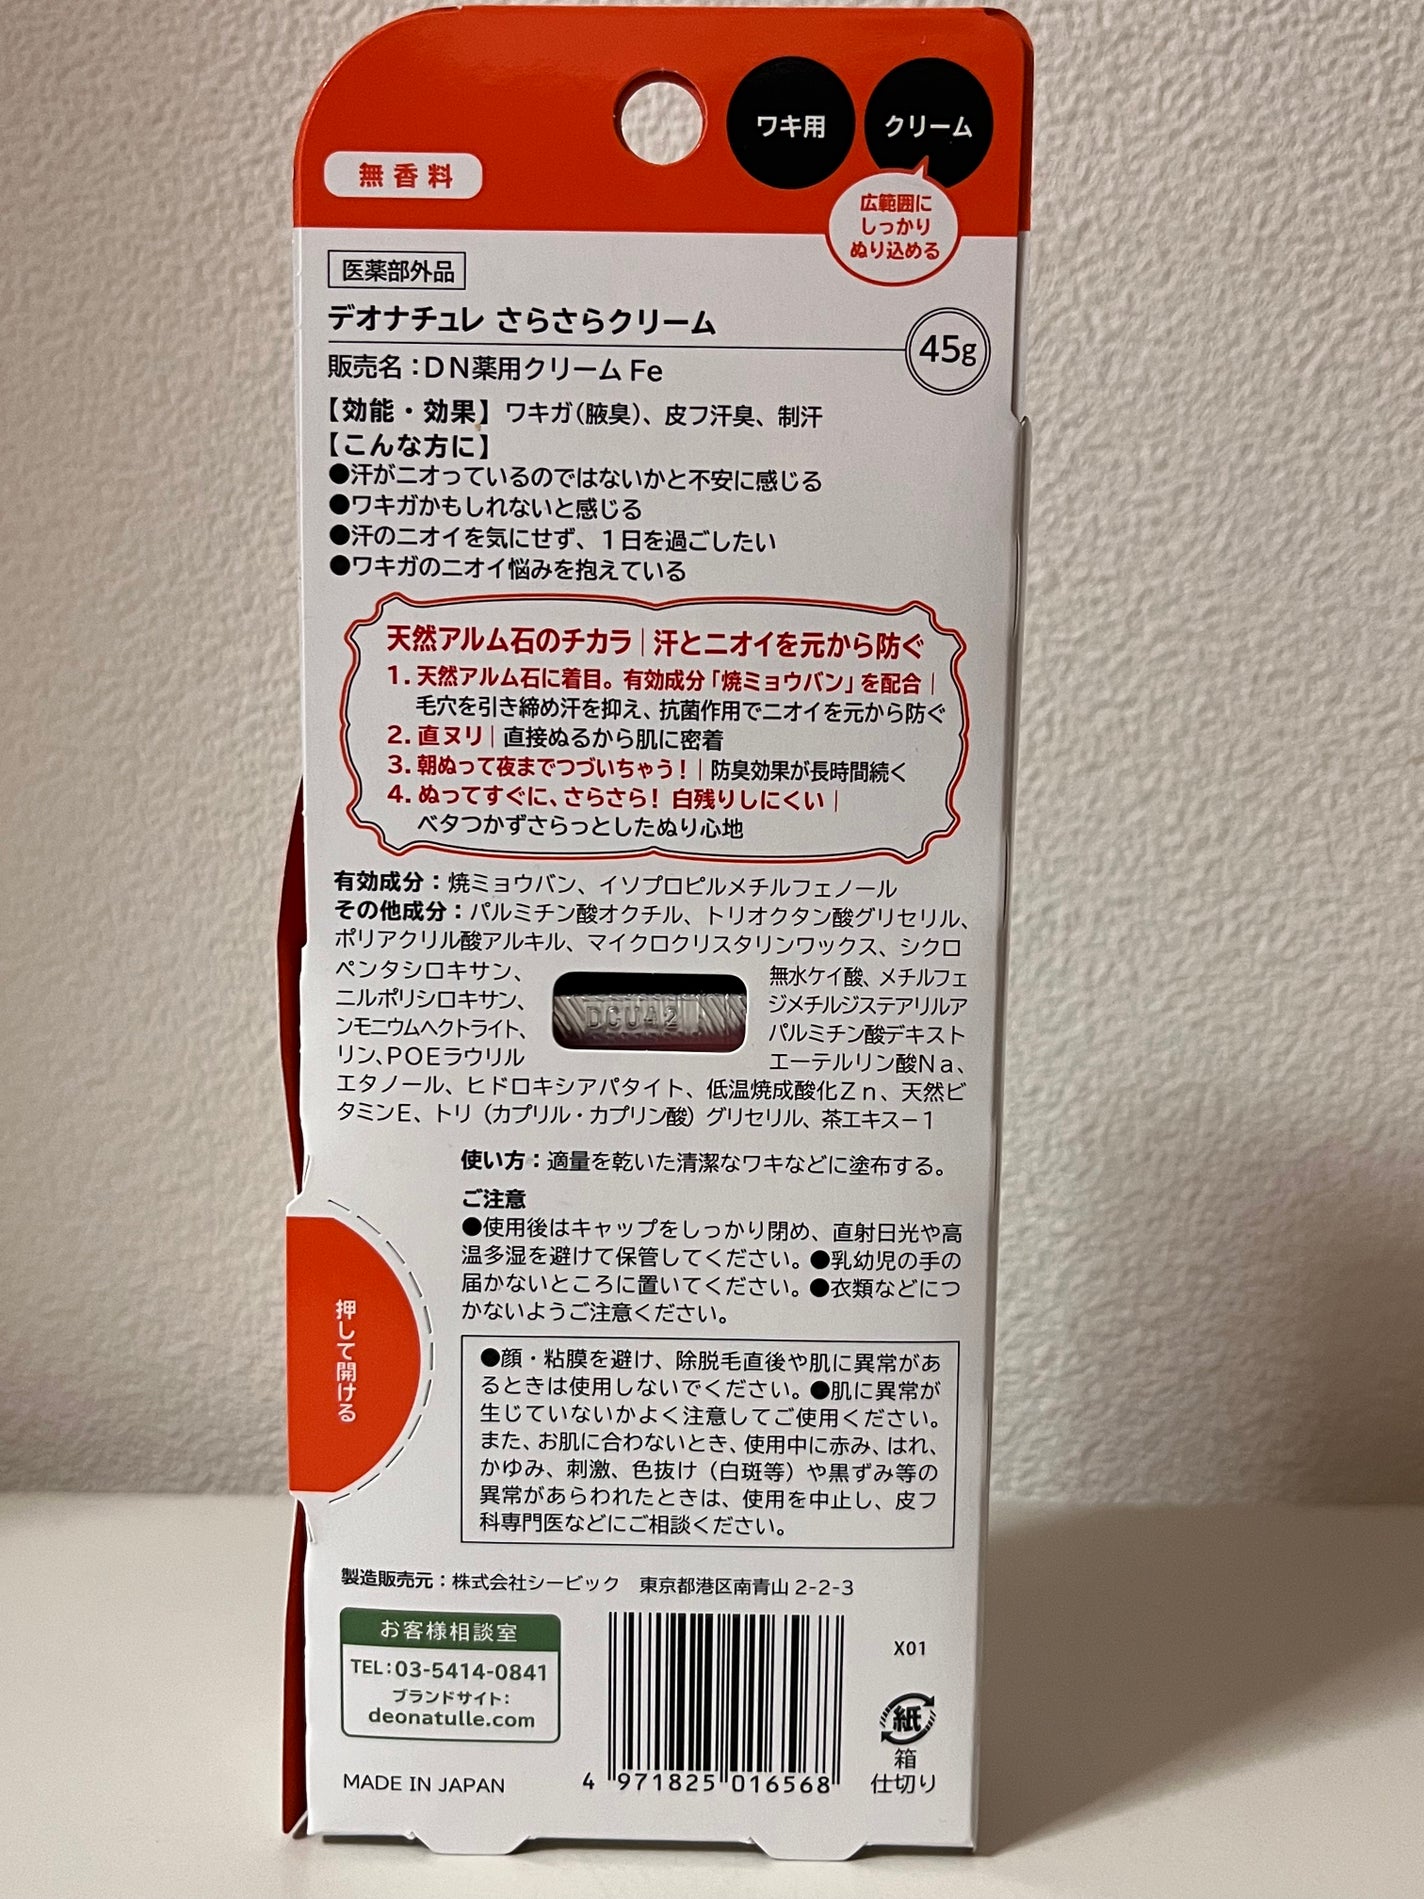 ワキ用
クリーム
無香料
広範囲に
しっかり
ぬり込める
医薬部外品
デオナチュレ さらさらクリーム
45g
販売名：DN薬用クリーム Fe
【効能・効果】ワキガ（腋臭）、皮フ汗臭、制汗
【こんな方に】
●汗がニオっているのではないかと不安に感じる
●ワキガかもしれないと感じる
●汗のニオイを気にせず、1日を過ごしたい
●ワキガのニオイ悩みを抱えている
天然アルム石のチカラ｜汗とニオイを元から防ぐ
1. 天然アルム石に着目。有効成分「焼ミョウバン」を配合｜
毛穴を引き締め汗を抑え、抗菌作用でニオイを元から防ぐ
2. 直ヌリ｜直接ぬるから肌に密着
3. 朝ぬって夜までつづいちゃう！｜防臭効果が長時間続く
4. ぬってすぐに、さらさら！ 白残りしにくい｜
ベタつかずさらっとしたぬり心地
有効成分：焼ミョウバン、イソプロピルメチルフェノール
その他成分：パルミチン酸オクチル、トリオクタン酸グリセリル、
ポリアクリル酸アルキル、マイクロクリスタリンワックス、シクロ
ペンタシロキサン、 無水ケイ酸、メチルフェ
ニルポリシロキサン、 ジメチルジステアリルア
ンモニウムヘクトライト、 パルミチン酸デキスト
リン、POEラウリル エーテルリン酸Na、
DCU42
エタノール、ヒドロキシアパタイト、低温焼成酸化Zn、天然ビ
タミンE、トリ（カプリル・カプリン酸）グリセリル、茶エキス－1
使い方：適量を乾いた清潔なワキなどに塗布する。
ご注意
●使用後はキャップをしっかり閉め、直射日光や高
温多湿を避けて保管してください。●乳幼児の手の
届かないところに置いてください。●衣類などにつ
かないようご注意ください。
押して開ける
●顔・粘膜を避け、除脱毛直後や肌に異常があ
るときは使用しないでください。●肌に異常が
生じていないかよく注意してご使用ください。
また、お肌に合わないとき、使用中に赤み、はれ、
かゆみ、刺激、色抜け（白斑等）や黒ずみ等の
異常があらわれたときは、使用を中止し、皮フ
科専門医などにご相談ください。
製造販売元：株式会社シービック 東京都港区南青山 2-2-3
お客様相談室
TEL：03-5414-0841
ブランドサイト：
deonatulle.com
MADE IN JAPAN
4 971825 016568
X01
紙
箱
仕切り